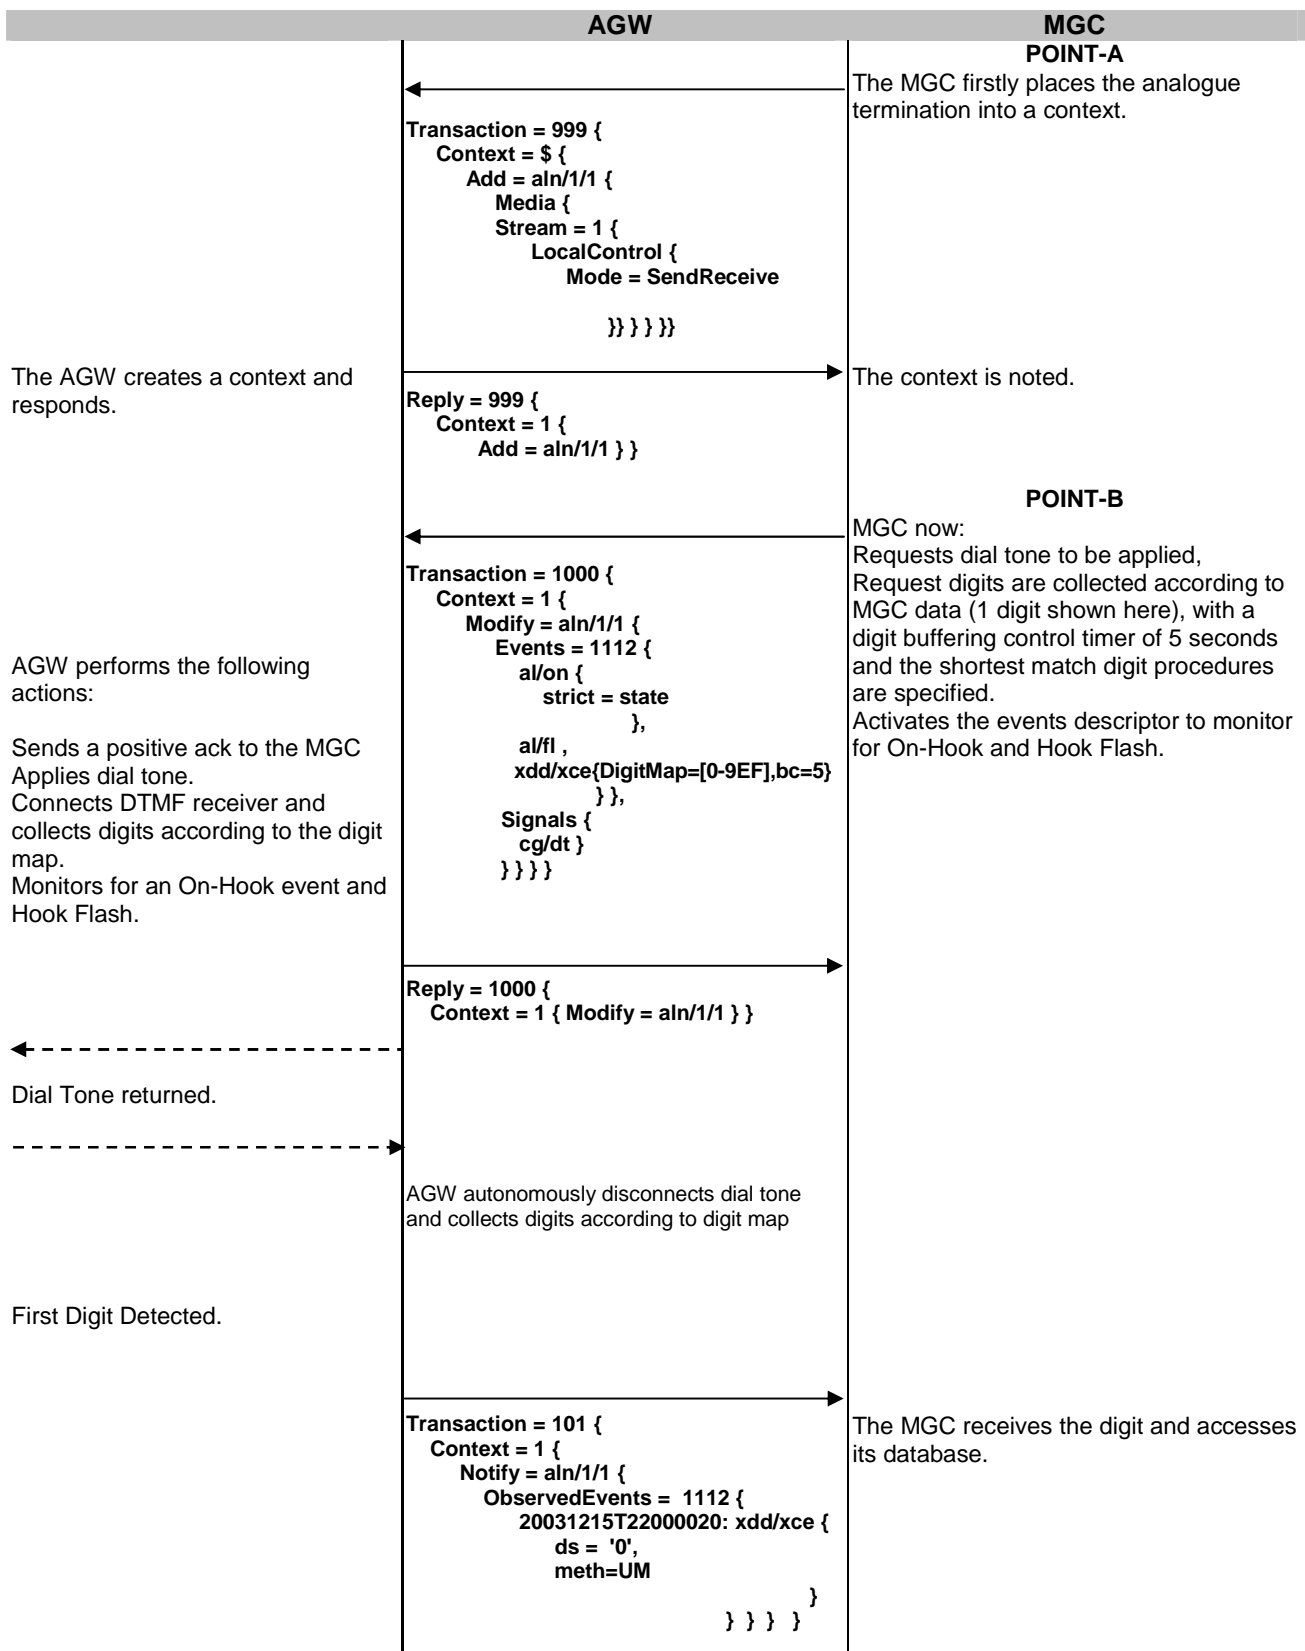 AGW
MGC
POINT-A
The MGC firstly places the analogue
termination into a context.
Transaction = 999 {
Context = $ {
Add = aln/1/1 {
Media {
Stream = 1 {
LocalControl {
Mode = SendReceive
}} } } }}
The AGW creates a context and
responds.
The context is noted.
Reply = 999 {
Context = 1 {
Add = aln/1/1 } }
POINT-B
MGC now:
Requests dial tone to be applied,
Request digits are collected according to
MGC data (1 digit shown here), with a
digit buffering control timer of 5 seconds
and the shortest match digit procedures
are specified.
Activates the events descriptor to monitor
for On-Hook and Hook Flash.
Transaction = 1000 {
Context = 1 {
Modify = aln/1/1 {
Events = 1112 {
al/on {
strict = state
},
al/fl ,
xdd/xce{DigitMap=[0-9EF],bc=5}
} },
Signals {
cg/dt }
} } } }
AGW performs the following
actions:
Sends a positive ack to the MGC
Applies dial tone.
Connects DTMF receiver and
collects digits according to the digit
map.
Monitors for an On-Hook event and
Hook Flash.
Reply = 1000 {
Context = 1 { Modify = aln/1/1 } }
Dial Tone returned.
AGW autonomously disconnects dial tone
and collects digits according to digit map
First Digit Detected.
Transaction = 101 {
Context = 1 {
Notify = aln/1/1 {
ObservedEvents = 1112 {
20031215T22000020: xdd/xce {
ds = '0',
meth=UM
}
} } } }
The MGC receives the digit and accesses
its database.